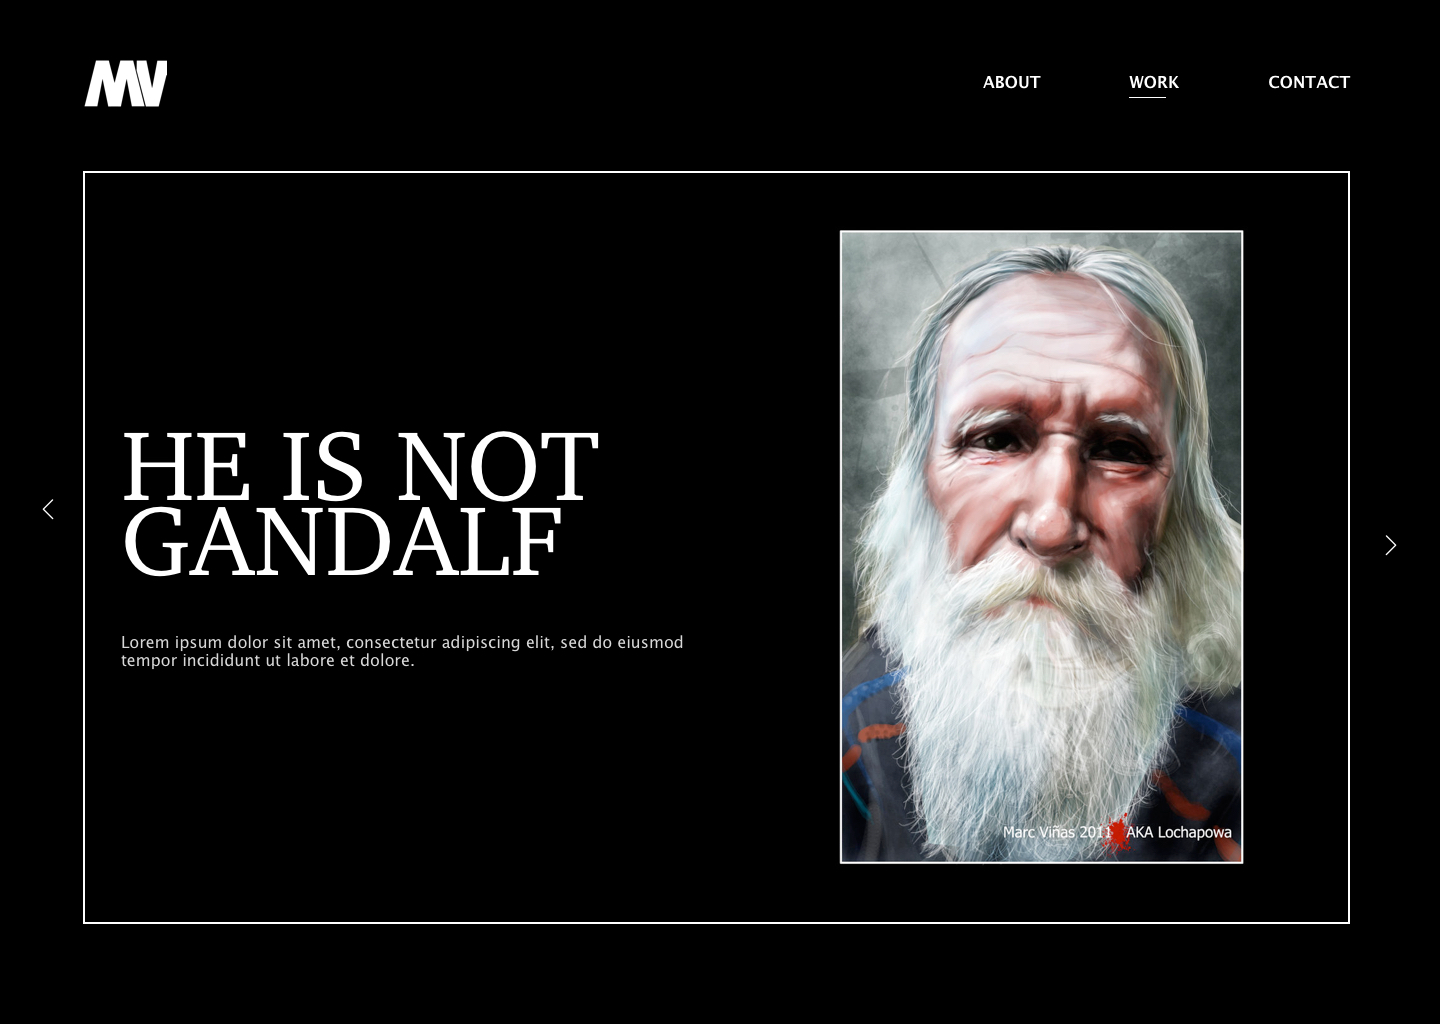 MV
ABOUT
WORK
CONTACT
HE IS NOT
GANDALF
Lorem ipsum dolor sit amet, consectetur adipiscing elit, sed do eiusmod
tempor incididunt ut labore et dolore.
Marc Viñas 2011 AKA Lochapowa